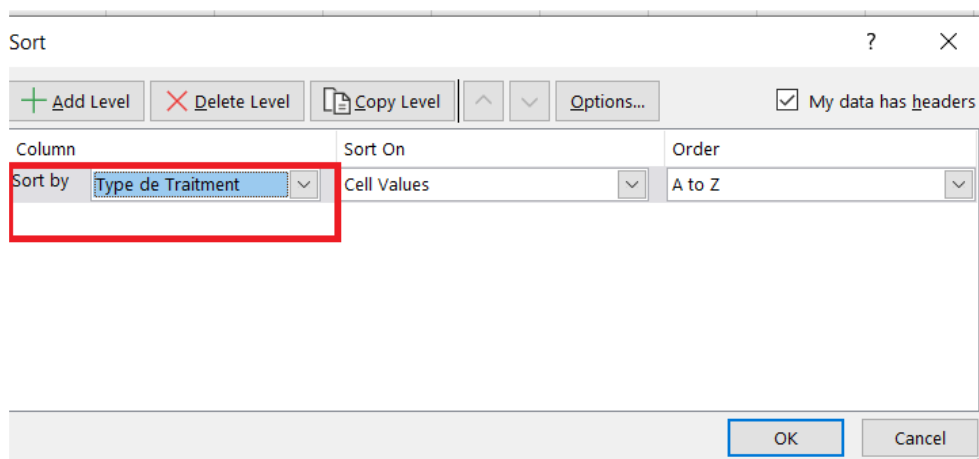 Sort ?
Add Level Delete Level Copy Level Options... My data has headers
Column Sort On Order
Sort by Type de Traitment Cell Values A to Z
OK Cancel